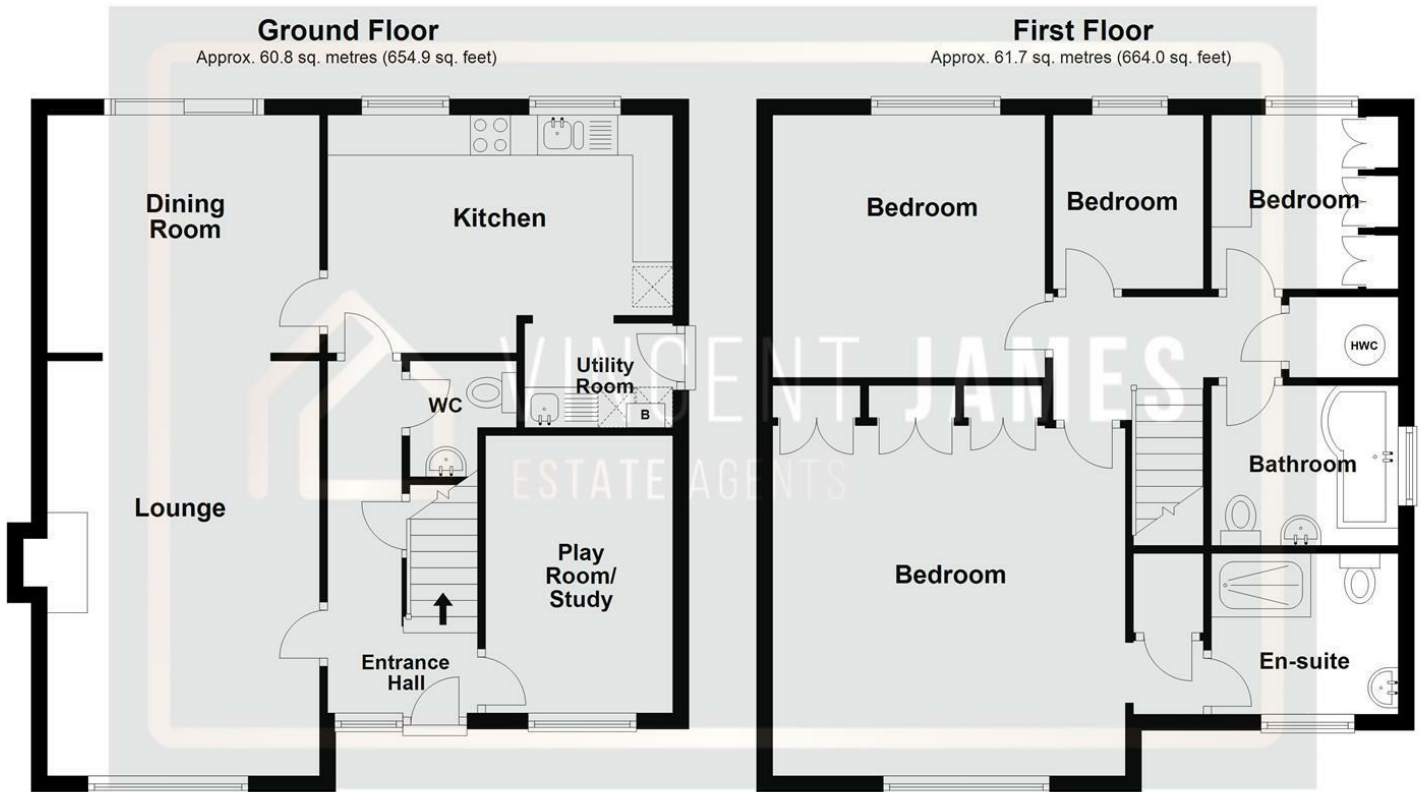 Ground Floor
Approx. 60.8 sq. metres (654.9 sq. feet)
First Floor
Approx. 61.7 sq. metres (664.0 sq. feet)
Dining
Room
Kitchen
Utility
Room
B
WC
Lounge
Play
Room/
Study
Entrance
Hall
Bedroom
Bedroom
Bedroom
HWC
Bathroom
Bedroom
En-suite
VINCENT JAMES
ESTATE AGENTS